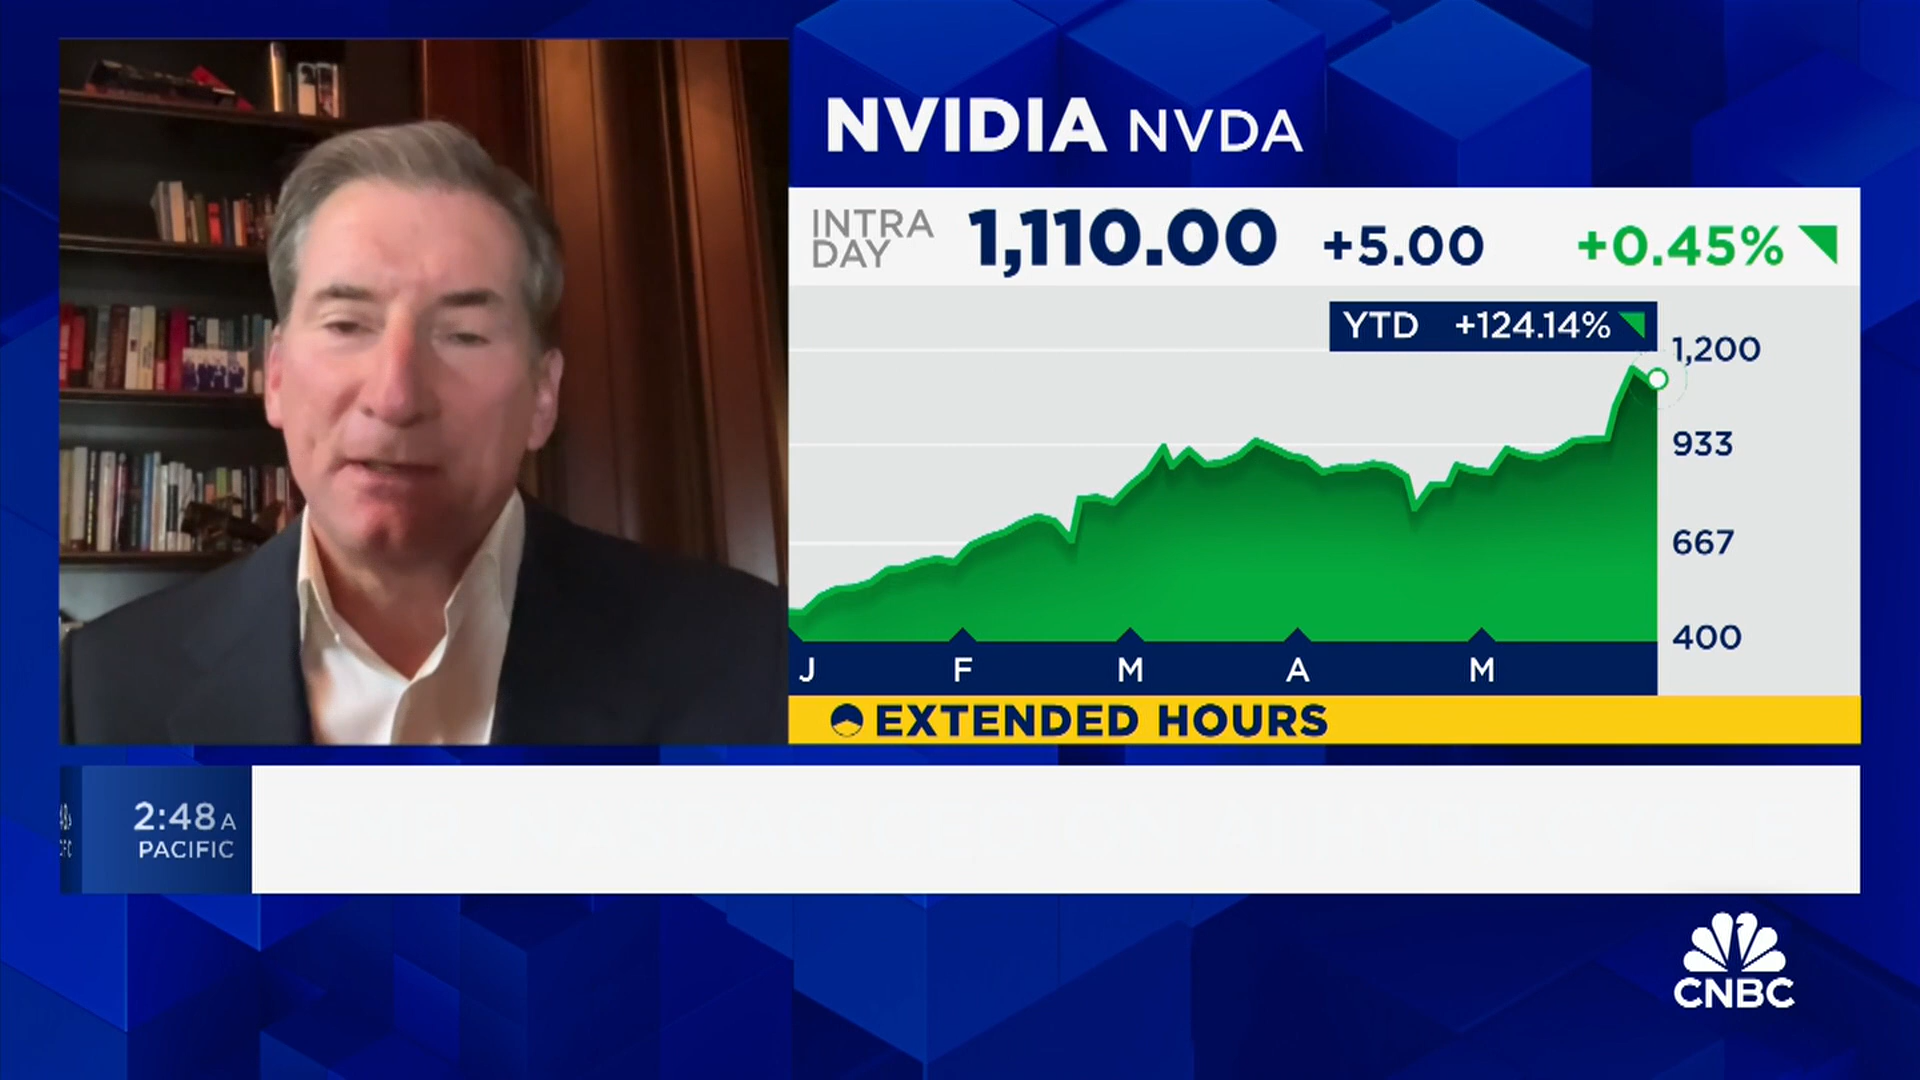 NVIDIA NVDA
INTRA
DAY
1,110.00 +5.00 +0.45%
YTD +124.14%
1,200
933
667
400
J F M A M
EXTENDED HOURS
2:48 A
PACIFIC
CNBC